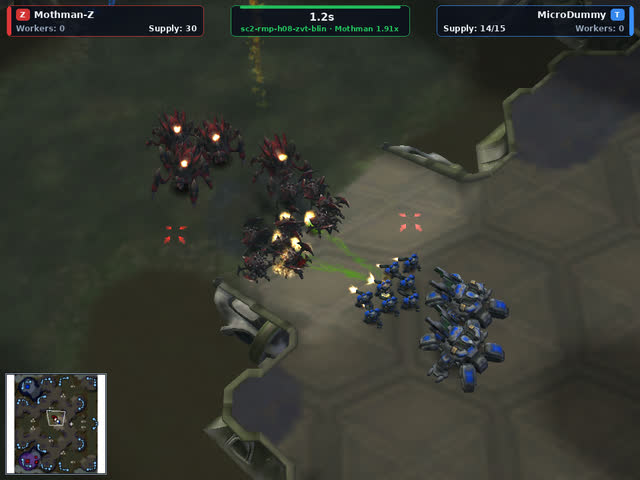 Z Mothman-Z
Workers: 0 Supply: 30
1.2s
sc2-rmp-h08-zvt-blin · Mothman 1.91x
MicroDummy T
Supply: 14/15 Workers: 0